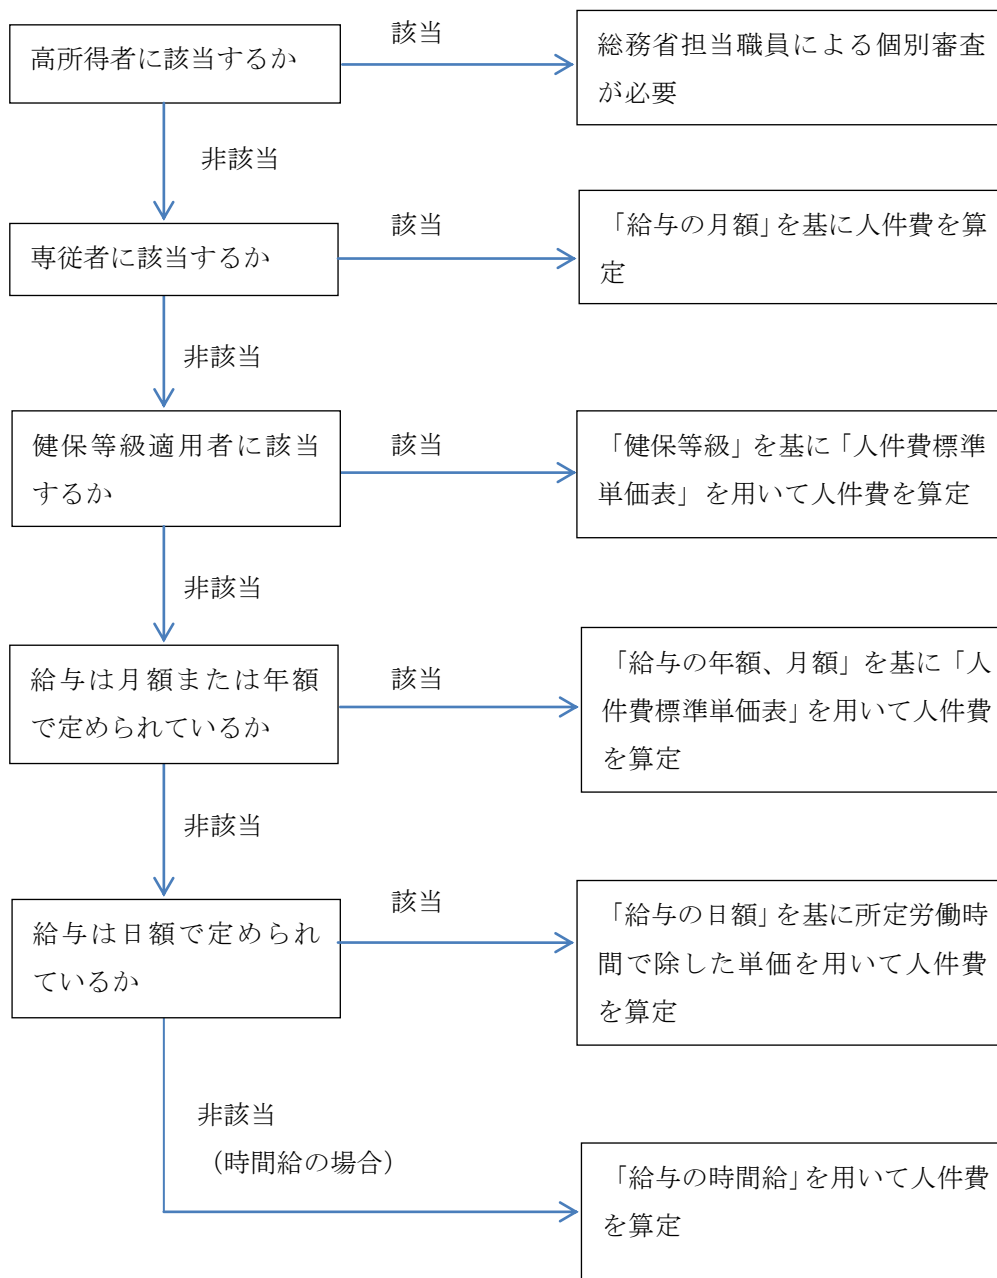 高所得者に該当するか
該当
総務省担当職員による個別審査
が必要
非該当
専従者に該当するか
該当
「給与の月額」を基に人件費を算
定
非該当
健保等級適用者に該当
するか
該当
「健保等級」を基に「人件費標準
単価表」を用いて人件費を算定
非該当
給与は月額または年額
で定められているか
該当
「給与の年額、月額」を基に「人
件費標準単価表」を用いて人件費
を算定
非該当
給与は日額で定められ
ているか
該当
「給与の日額」を基に所定労働時
間で除した単価を用いて人件費
を算定
非該当
（時間給の場合）
「給与の時間給」を用いて人件費
を算定